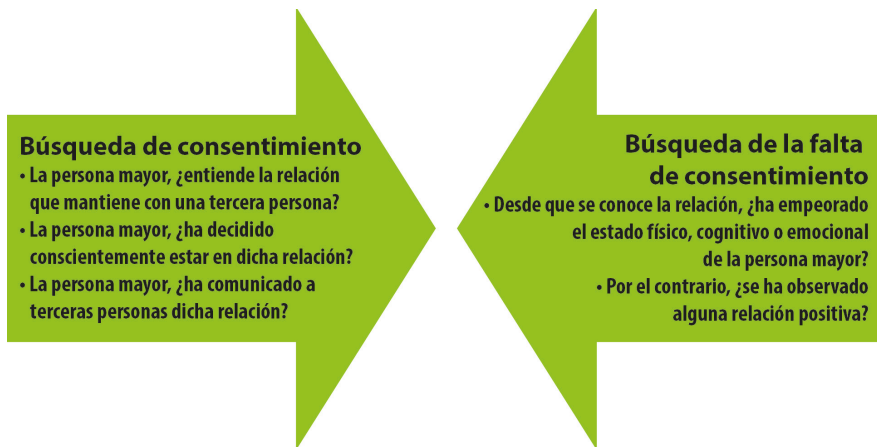 Búsqueda de consentimiento
• La persona mayor, ¿entiende la relación
que mantiene con una tercera persona?
• La persona mayor, ¿ha decidido
conscientemente estar en dicha relación?
• La persona mayor, ¿ha comunicado a
terceras personas dicha relación?
Búsqueda de la falta
de consentimiento
• Desde que se conoce la relación, ¿ha empeorado
el estado físico, cognitivo o emocional
de la persona mayor?
• Por el contrario, ¿se ha observado
alguna relación positiva?